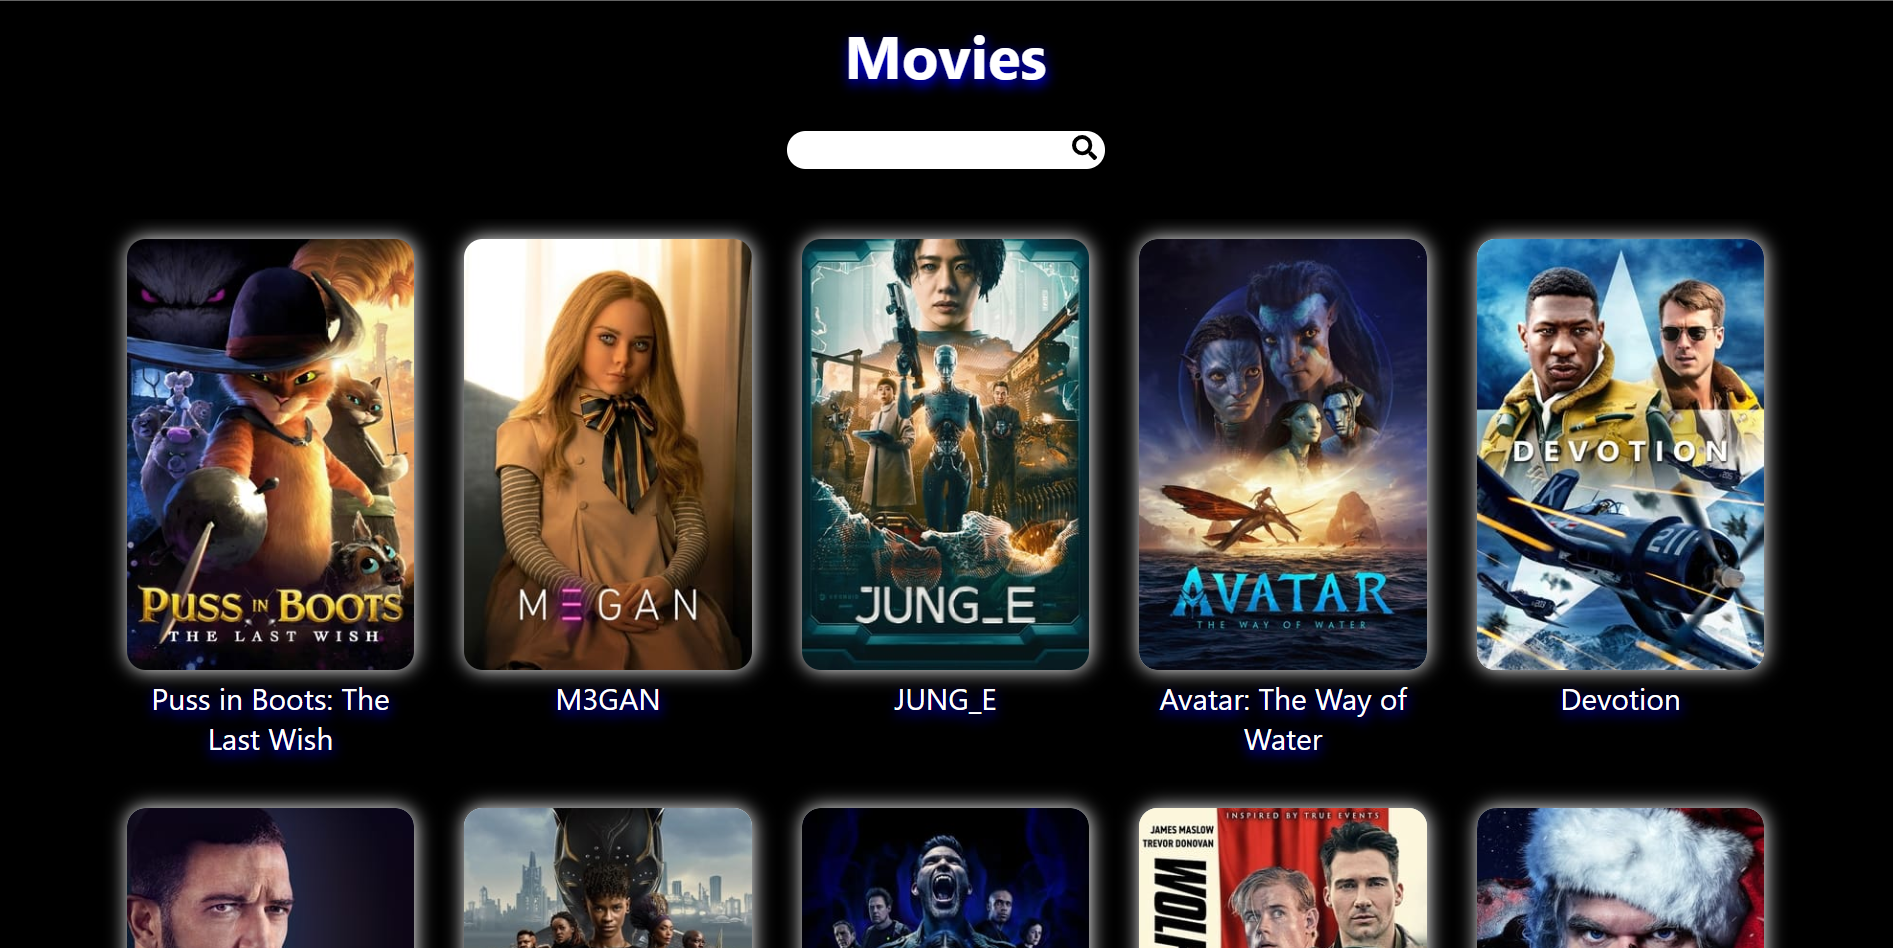 Movies
PUSS IN BOOTS
THE LAST WISH
M3GAN
JUNG_E
AVATAR
THE WAY OF WATER
DEVOTION
211
Puss in Boots: The
Last Wish
M3GAN
JUNG_E
Avatar: The Way of
Water
Devotion
INSPIRED BY TRUE EVENTS
JAMES MASLOW
TREVOR DONOVAN
WOLF